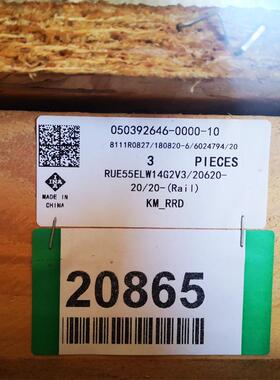 050392646-0000-10
8111R0827/180820-6/6024794/20
3 PIECES
RUE55ELW14G2V3/20620-
20/20-(Rail)
KM_RRD
INA
MADE IN
CHINA
20865